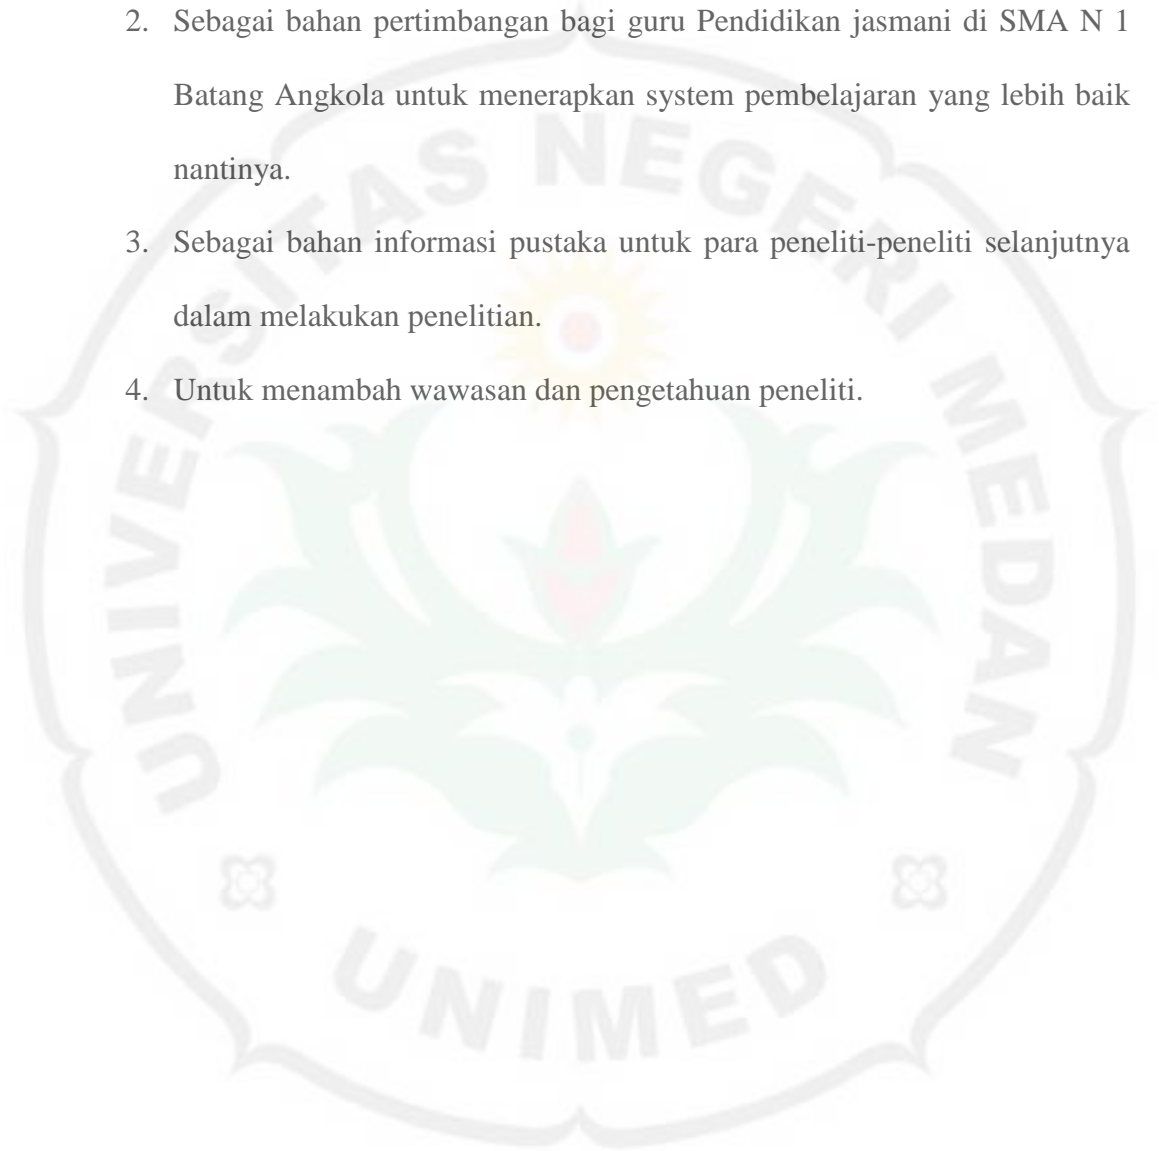 2. Sebagai bahan pertimbangan bagi guru Pendidikan jasmani di SMA N 1
Batang Angkola untuk menerapkan system pembelajaran yang lebih baik
nantinya.
3. Sebagai bahan informasi pustaka untuk para peneliti-peneliti selanjutnya
dalam melakukan penelitian.
4. Untuk menambah wawasan dan pengetahuan peneliti.
UNIVERSITAS NEGERI MEDAN
UNIMED